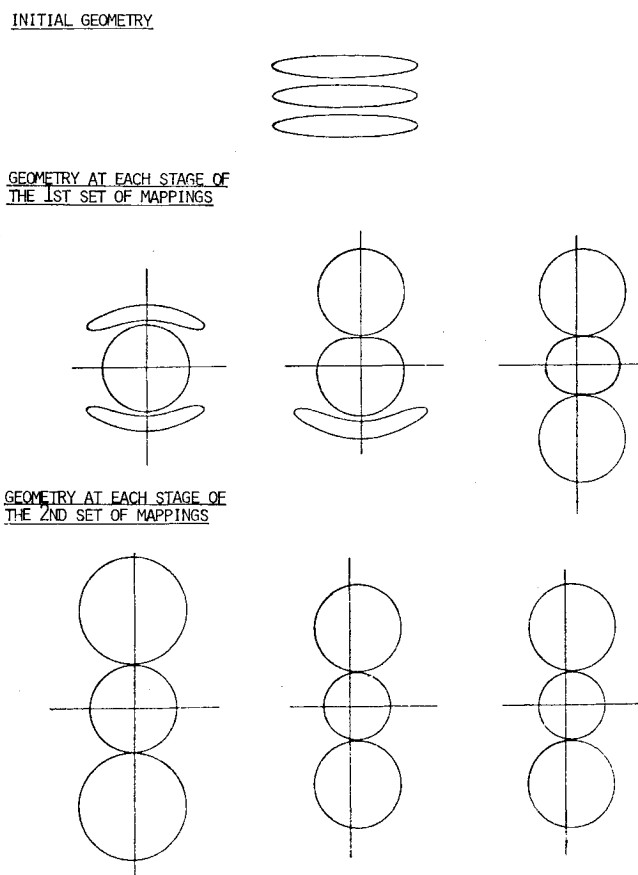 INITIAL GEOMETRY
GEOMETRY AT EACH STAGE OF
THE 1ST SET OF MAPPINGS
GEOMETRY AT EACH STAGE OF
THE 2ND SET OF MAPPINGS